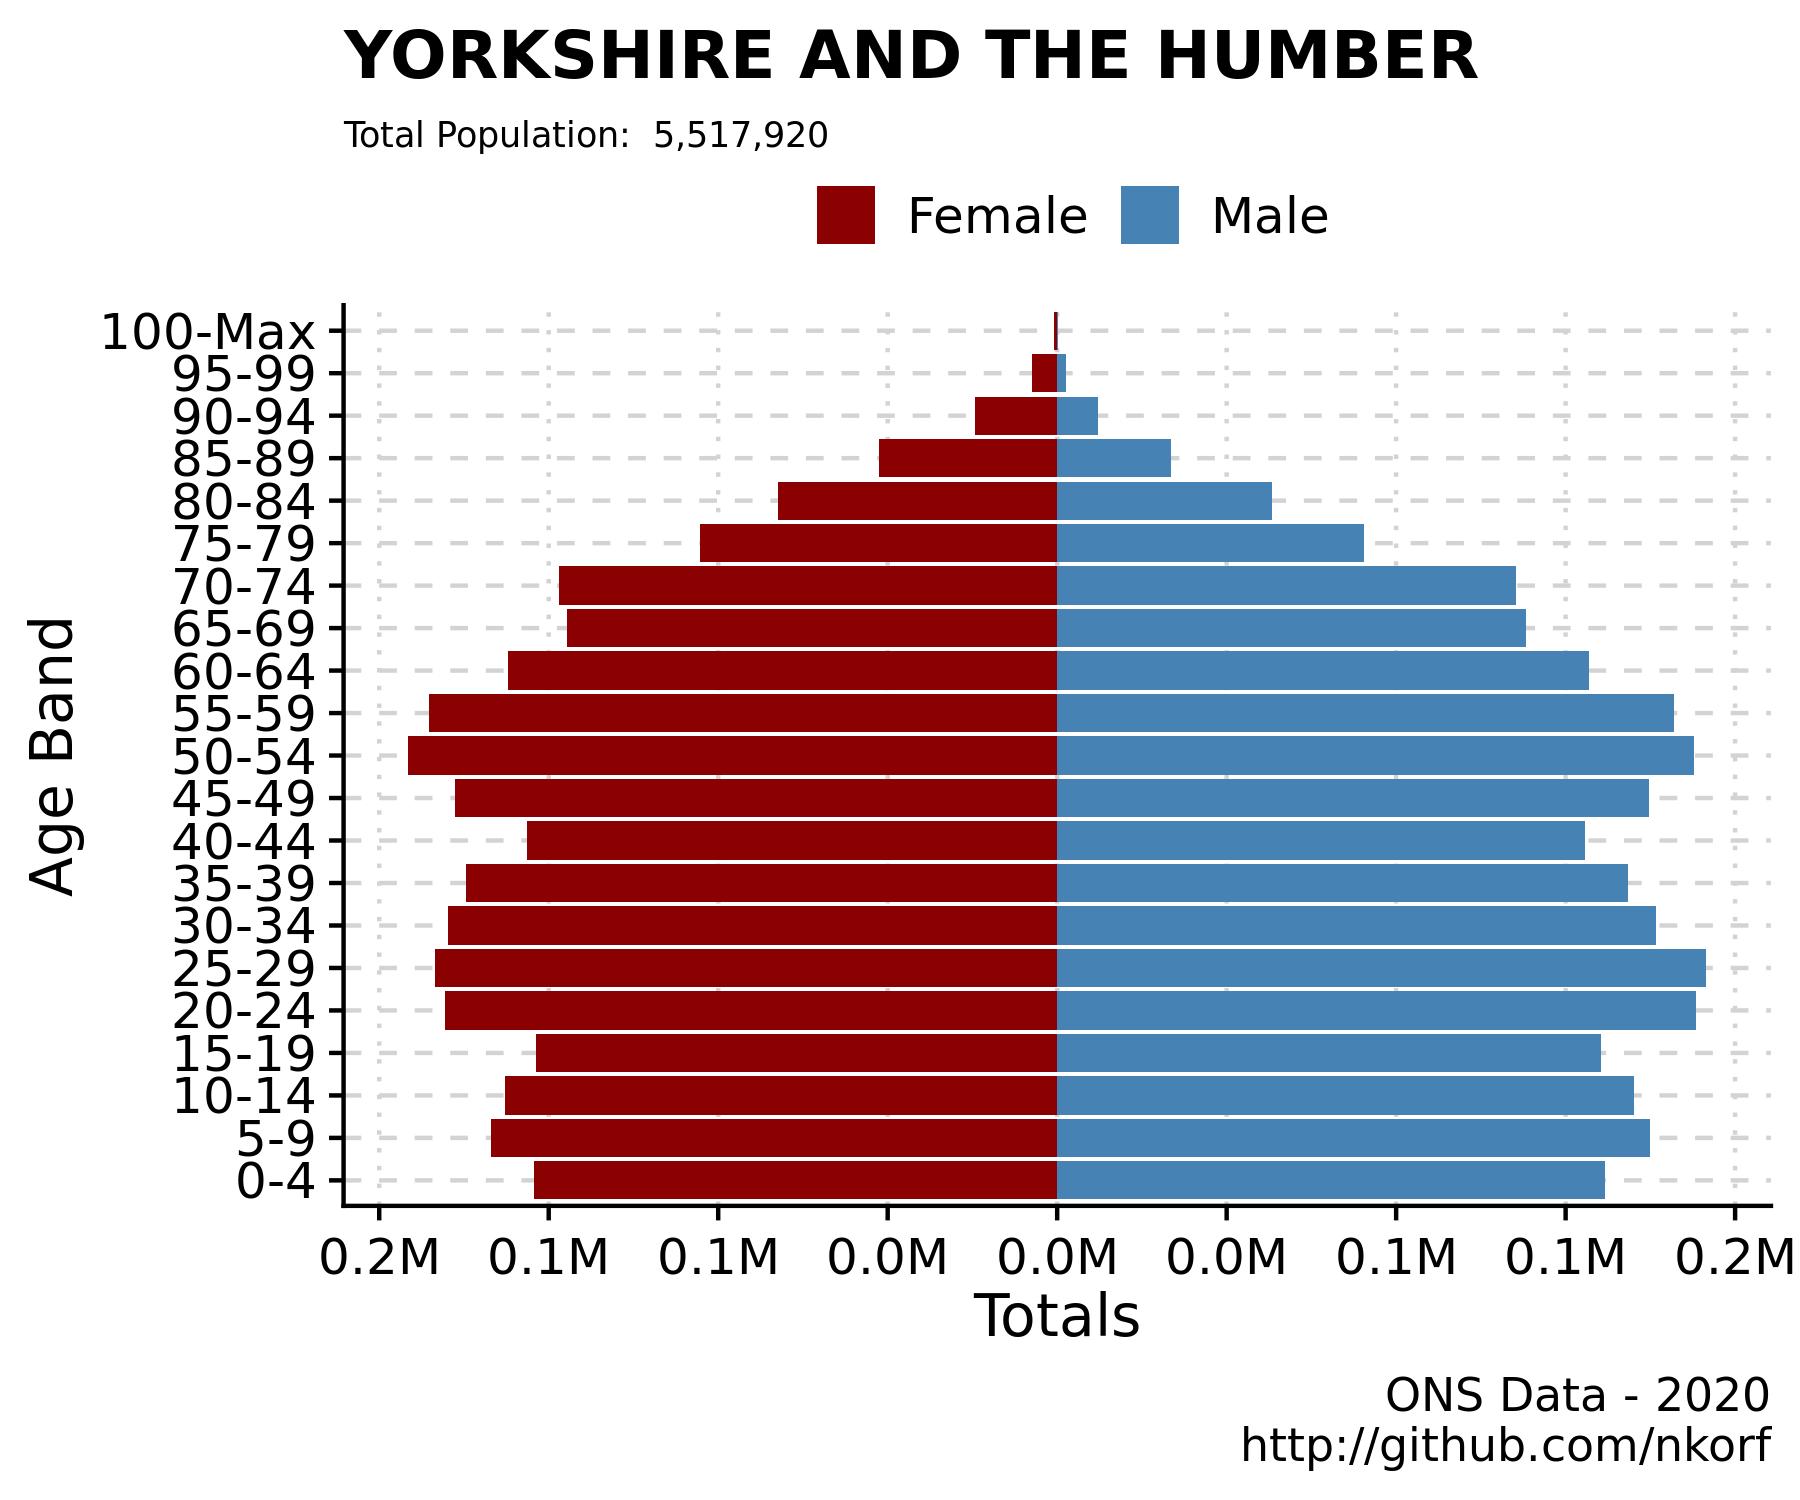 YORKSHIRE AND THE HUMBER
Total Population:  5,517,920
Female Male
100-Max
95-99
90-94
85-89
80-84
75-79
70-74
65-69
60-64
55-59
50-54
45-49
40-44
35-39
30-34
25-29
20-24
15-19
10-14
5-9
0-4
Age Band
0.2M 0.1M 0.1M 0.0M 0.0M 0.0M 0.1M 0.1M 0.2M
Totals
ONS Data - 2020
http://github.com/nkorf